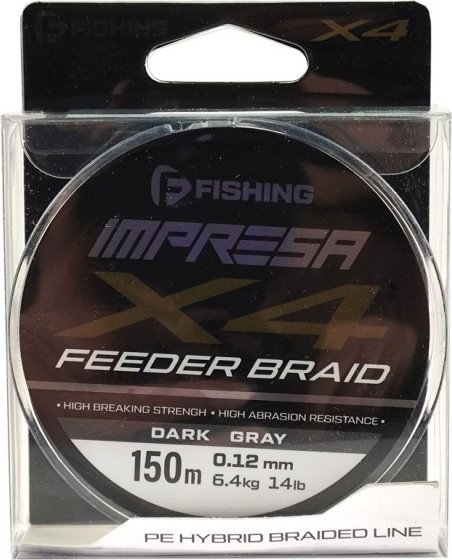 FISHING X4
FISHING
IMPRESA
X4
FEEDER BRAID
• HIGH BREAKING STRENGH • HIGH ABRASION RESISTANCE •
DARK GRAY
150m 0.12 mm
6.4kg 14lb
PE HYBRID BRAIDED LINE